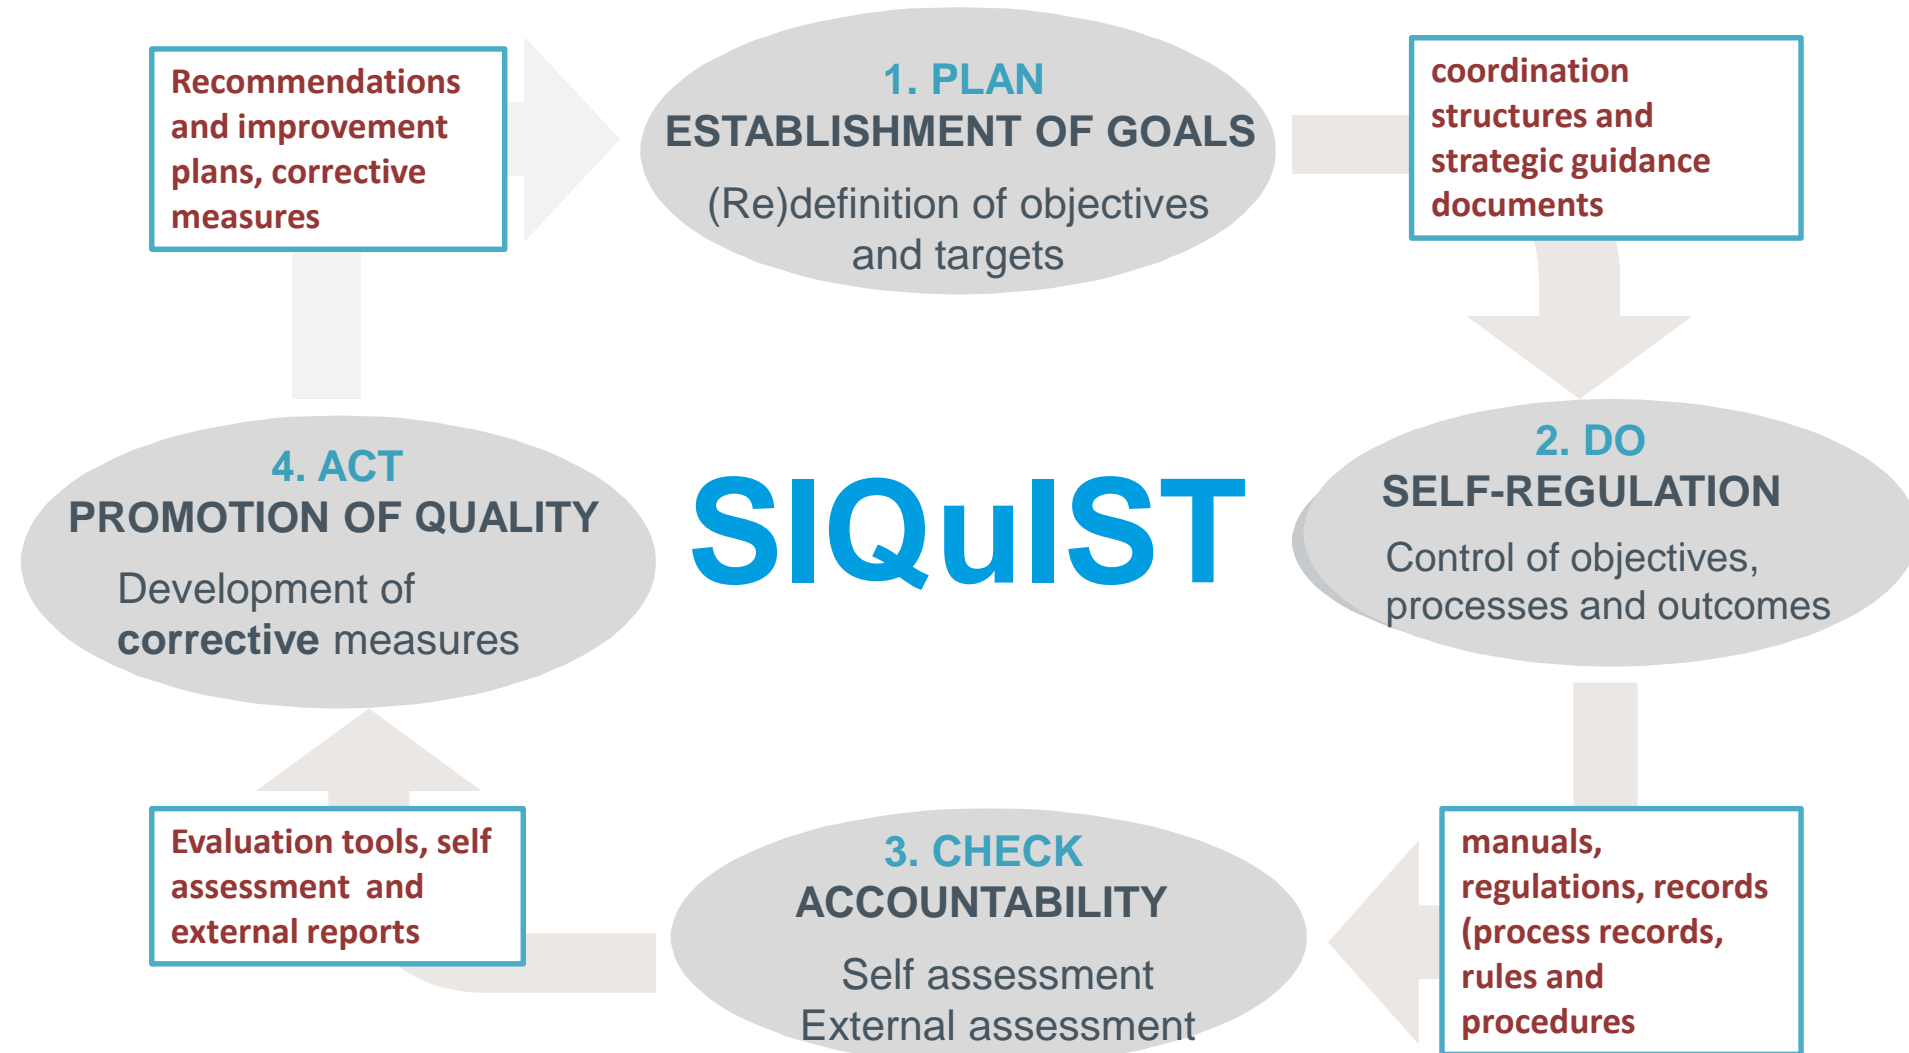 Recommendations
and improvement
plans, corrective
measures
1. PLAN
ESTABLISHMENT OF GOALS
(Re)definition of objectives
and targets
coordination
structures and
strategic guidance
documents
4. ACT
PROMOTION OF QUALITY
Development of
corrective measures
SIQuIST
2. DO
SELF-REGULATION
Control of objectives,
processes and outcomes
Evaluation tools, self
assessment  and
external reports
3. CHECK
ACCOUNTABILITY
Self assessment
External assessment
manuals,
regulations, records
(process records,
rules and
procedures